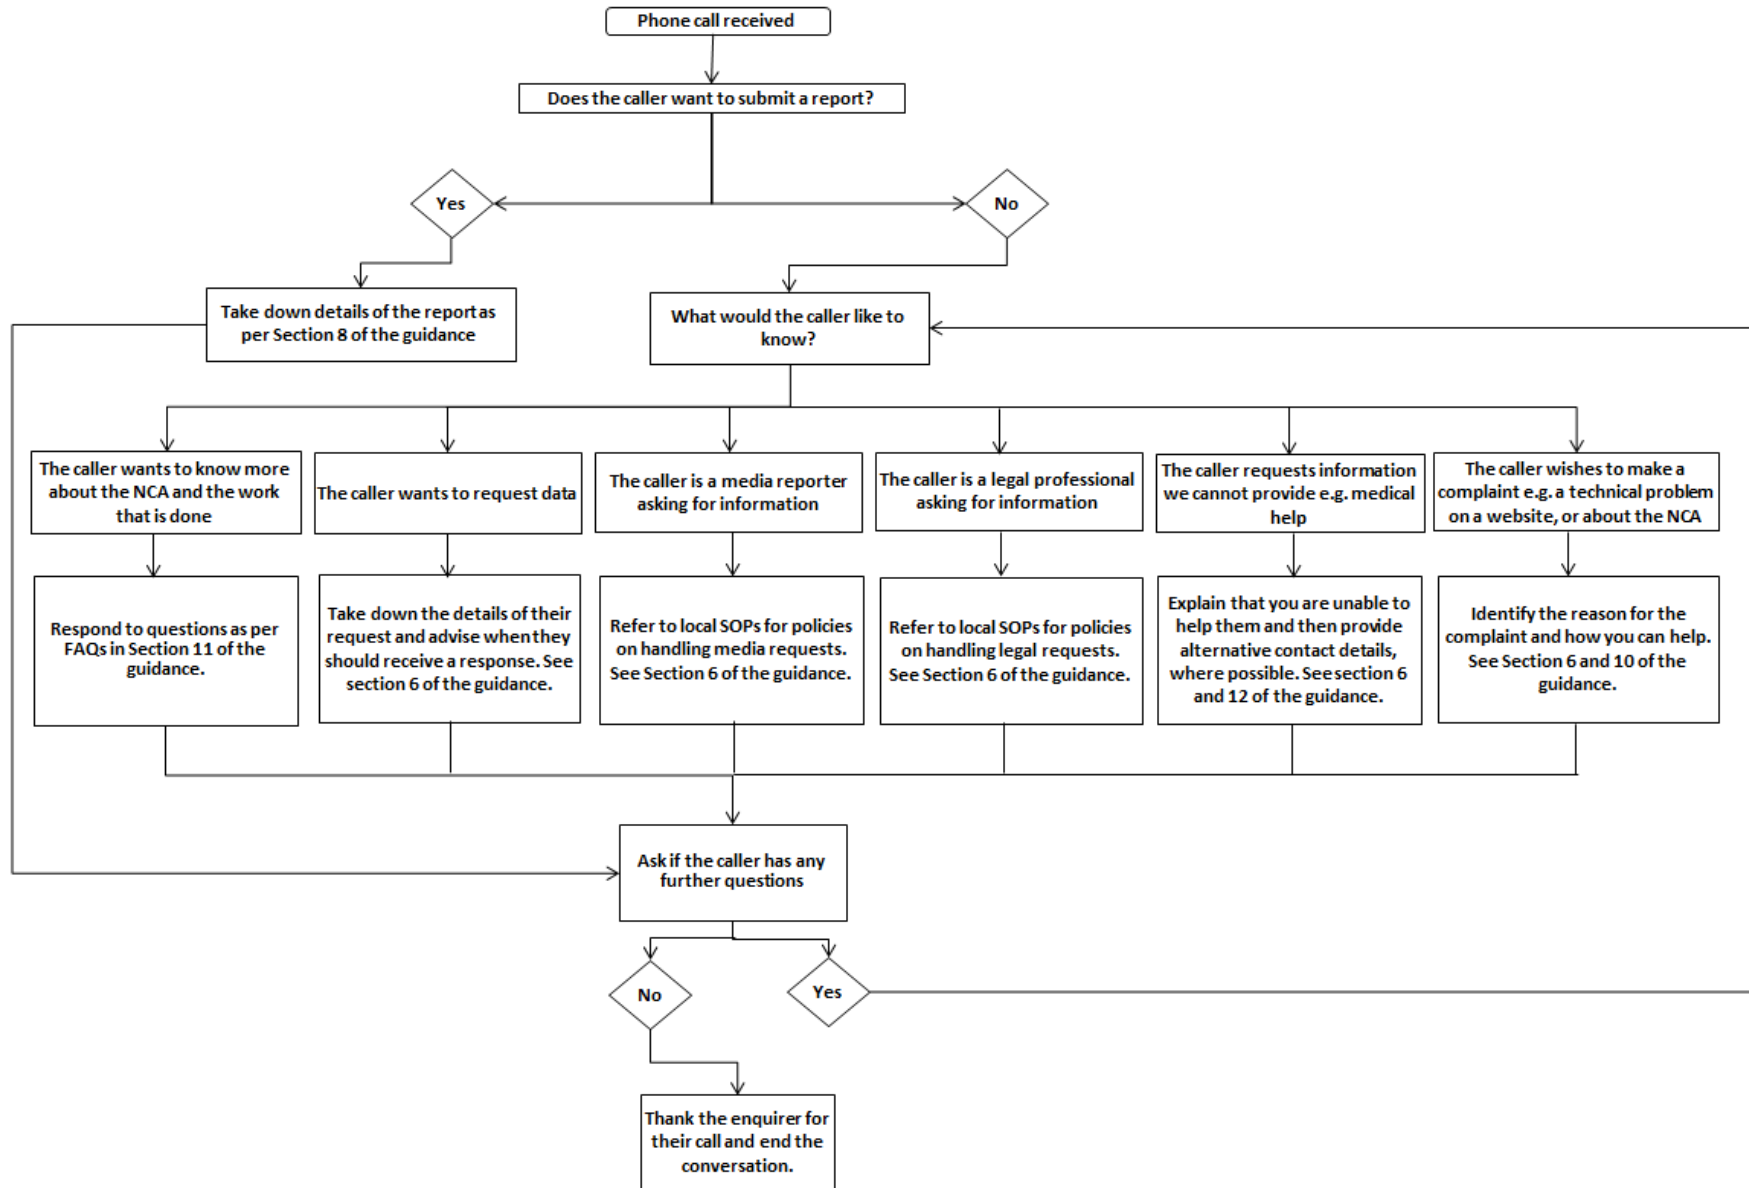 Phone call received
Does the caller want to submit a report?
Yes
No
Take down details of the report as
per Section 8 of the guidance
What would the caller like to
know?
The caller wants to know more
about the NCA and the work
that is done
The caller wants to request data
The caller is a media reporter
asking for information
The caller is a legal professional
asking for information
The caller requests information
we cannot provide e.g. medical
help
The caller wishes to make a
complaint e.g. a technical problem
on a website, or about the NCA
Respond to questions as per
FAQs in Section 11 of the
guidance.
Take down the details of their
request and advise when they
should receive a response. See
section 6 of the guidance.
Refer to local SOPs for policies
on handling media requests.
See Section 6 of the guidance.
Refer to local SOPs for policies
on handling legal requests.
See Section 6 of the guidance.
Explain that you are unable to
help them and then provide
alternative contact details,
where possible. See section 6
and 12 of the guidance.
Identify the reason for the
complaint and how you can help.
See Section 6 and 10 of the
guidance.
Ask if the caller has any
further questions
No
Yes
Thank the enquirer for
their call and end the
conversation.